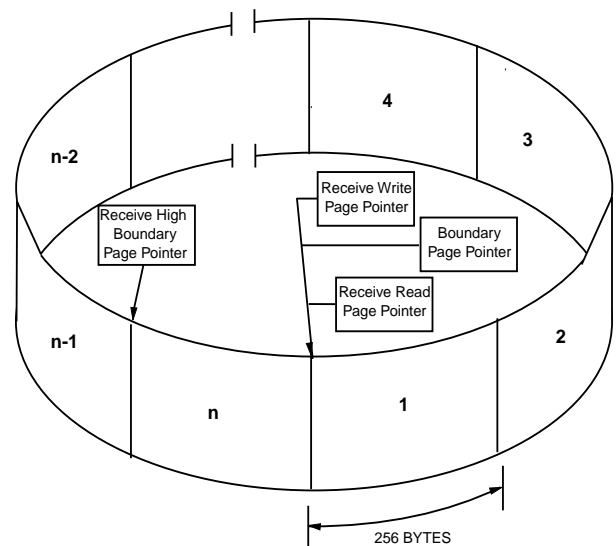 4
3
n-2
Receive Write
Page Pointer
Receive High
Boundary
Page Pointer
Boundary
Page Pointer
Receive Read
Page Pointer
n-1
2
n
1
256 BYTES